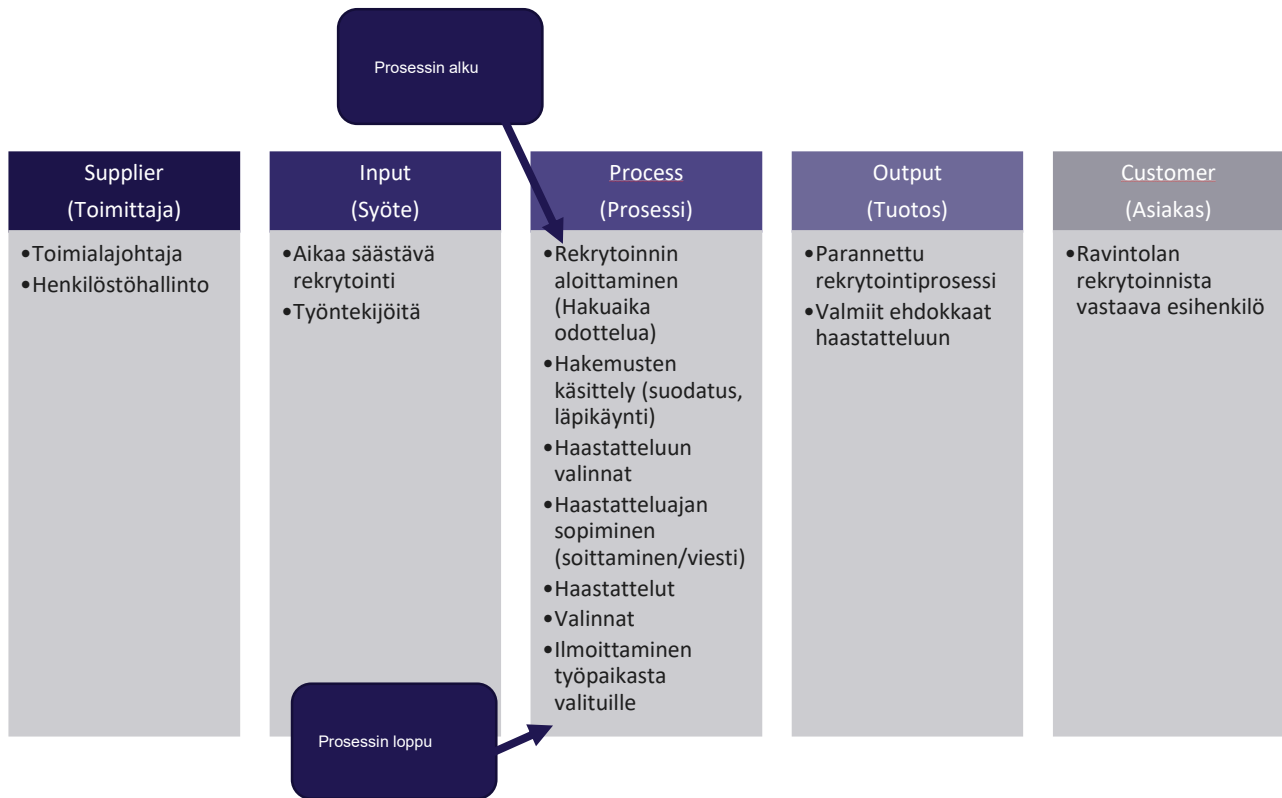 Prosessin alku
Supplier
(Toimittaja)
•Toimialajohtaja
•Henkilöstöhallinto
Input
(Syöte)
•Aikaa säästävä
rekrytointi
•Työntekijöitä
Process
(Prosessi)
•Rekrytoinnin
aloittaminen
(Hakuaika
odottelua)
•Hakemusten
käsittely (suodatus,
läpikäynti)
•Haastatteluun
valinnat
•Haastatteluajan
sopiminen
(soittaminen/viesti)
•Haastattelut
•Valinnat
•Ilmoittaminen
työpaikasta
valituille
Output
(Tuotos)
•Parannettu
rekrytointiprosessi
•Valmiit ehdokkaat
haastatteluun
Customer
(Asiakas)
•Ravintolan
rekrytoinnista
vastaava esihenkilö
Prosessin loppu